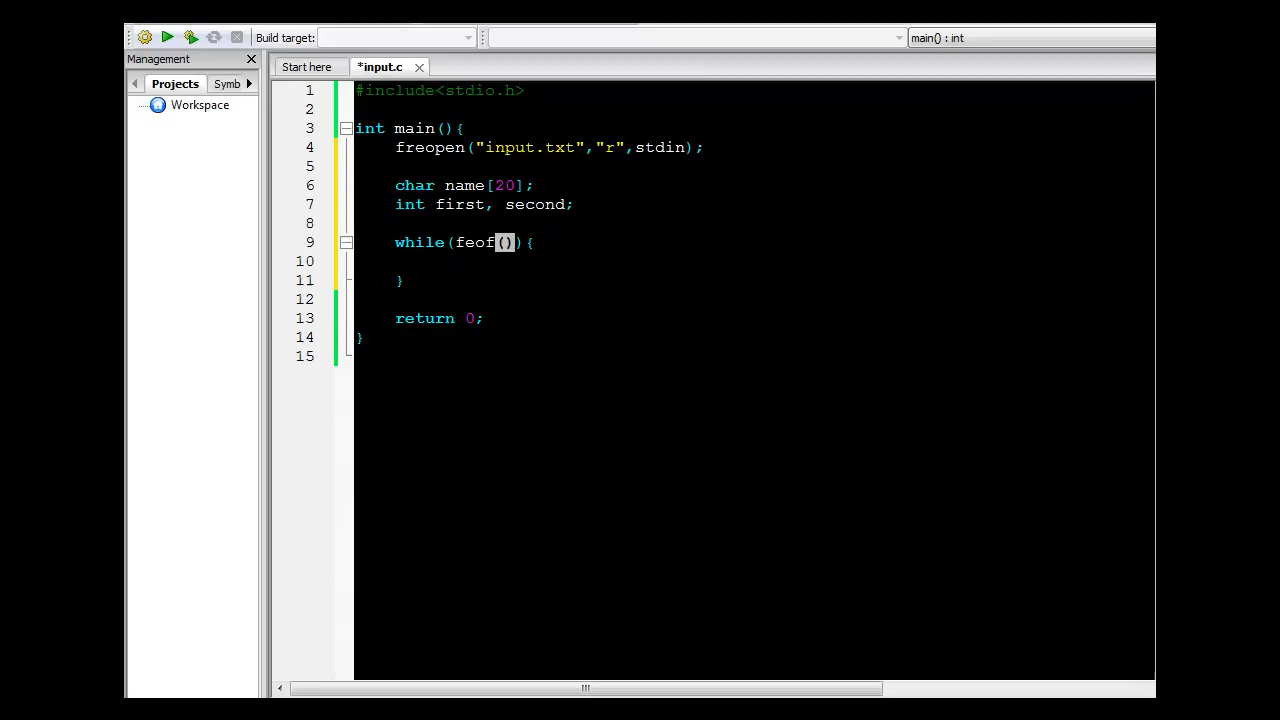 Build target:
main() : int
Management
Start here
*input.c
Projects
Symb
Workspace
1 #include<stdio.h>
2
3 int main(){
4 freopen("input.txt","r",stdin);
5
6 char name[20];
7 int first, second;
8
9 while(feof()){
10
11 }
12
13 return 0;
14 }
15